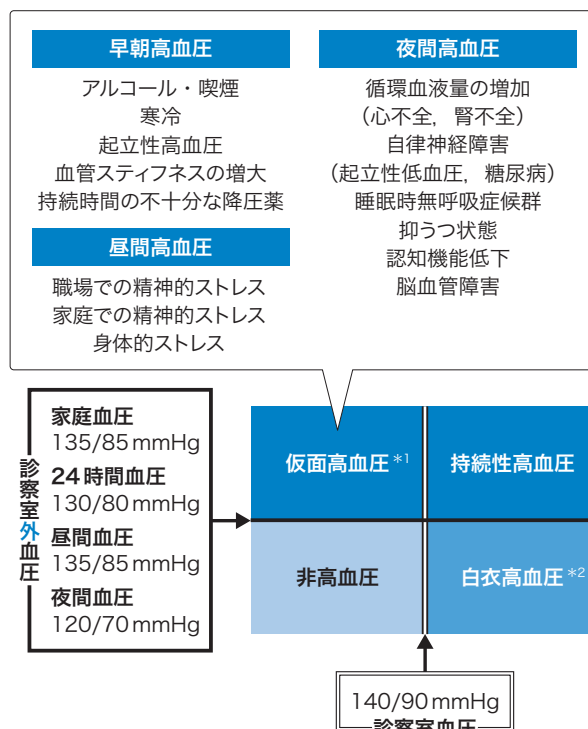 早朝高血圧
アルコール・喫煙
寒冷
起立性高血圧
血管スティフネスの増大
持続時間の不十分な降圧薬
昼間高血圧
職場での精神的ストレス
家庭での精神的ストレス
身体的ストレス
夜間高血圧
循環血液量の増加
(心不全，腎不全)
自律神経障害
(起立性低血圧，糖尿病)
睡眠時無呼吸症候群
抑うつ状態
認知機能低下
脳血管障害
診察室外血圧
家庭血圧
135/85 mmHg
24時間血圧
130/80 mmHg
昼間血圧
135/85 mmHg
夜間血圧
120/70 mmHg
仮面高血圧*1
持続性高血圧
非高血圧
白衣高血圧*2
140/90 mmHg
診察室血圧